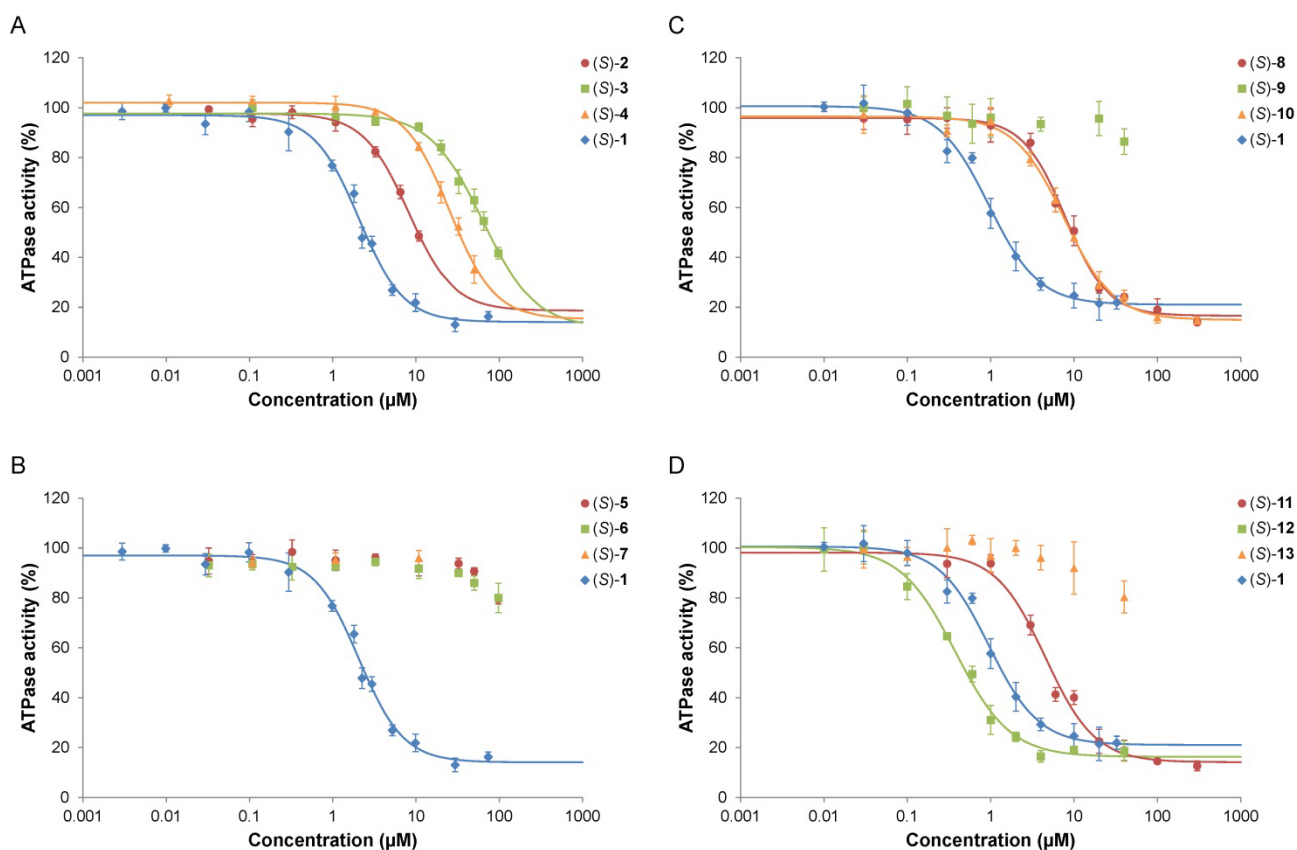 A
120
100
80
60
40
20
0
ATPase activity (%)
0.001 0.01 0.1 1 10 100 1000
Concentration (µM)
(S)-2
(S)-3
(S)-4
(S)-1
C
120
100
80
60
40
20
0
ATPase activity (%)
0.001 0.01 0.1 1 10 100 1000
Concentration (µM)
(S)-8
(S)-9
(S)-10
(S)-1
B
120
100
80
60
40
20
0
ATPase activity (%)
0.001 0.01 0.1 1 10 100 1000
Concentration (µM)
(S)-5
(S)-6
(S)-7
(S)-1
D
120
100
80
60
40
20
0
ATPase activity (%)
0.001 0.01 0.1 1 10 100 1000
Concentration (µM)
(S)-11
(S)-12
(S)-13
(S)-1